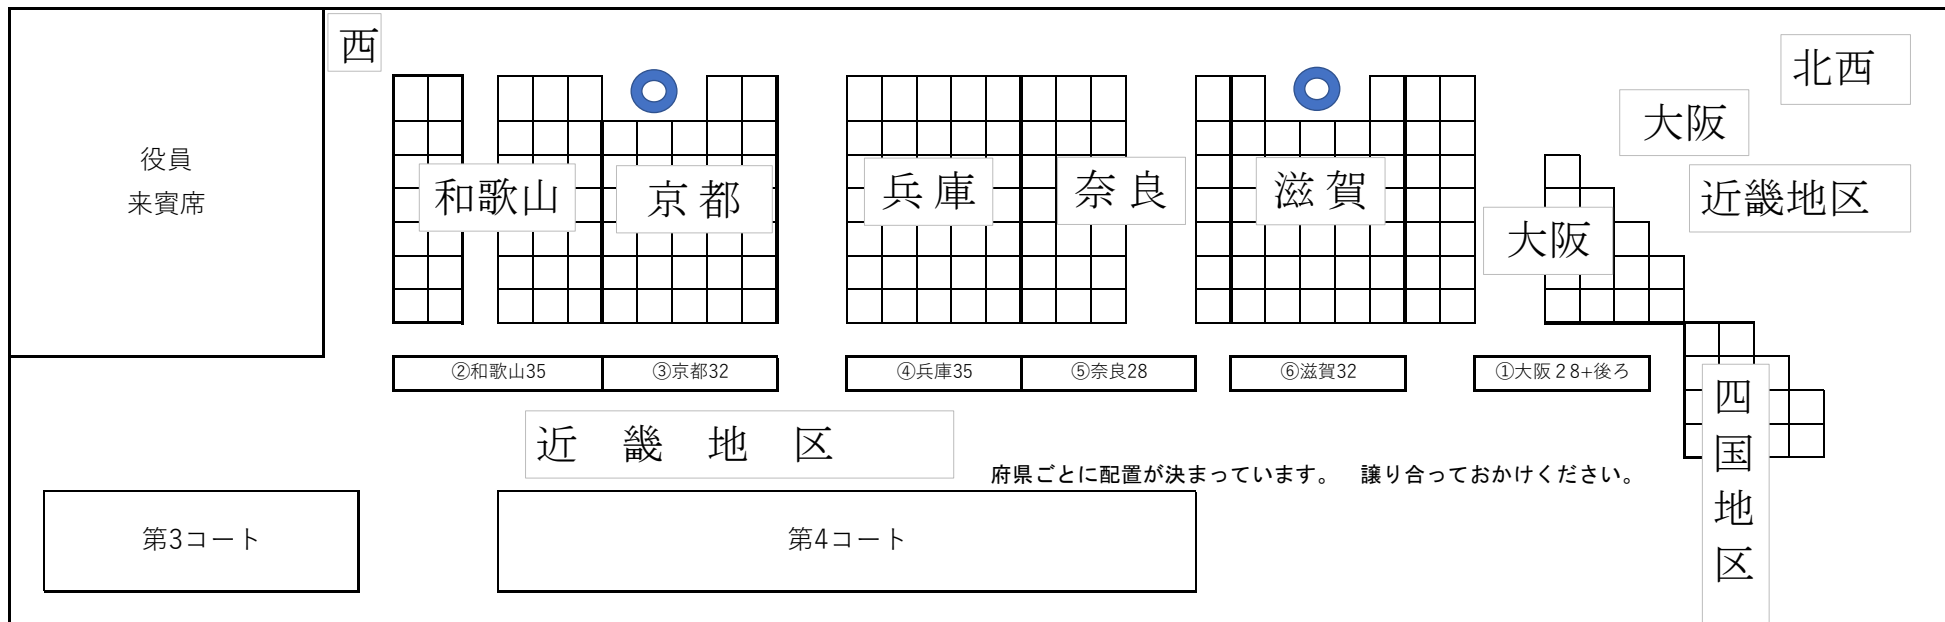 西
北西
大阪
役員
来賓席
近畿地区
和歌山
京都
兵庫
奈良
滋賀
大阪
②和歌山35
③京都32
④兵庫35
⑤奈良28
⑥滋賀32
①大阪28+後ろ
四国地区
近 畿 地 区
府県ごとに配置が決まっています。 譲り合っておかけください。
第3コート
第4コート